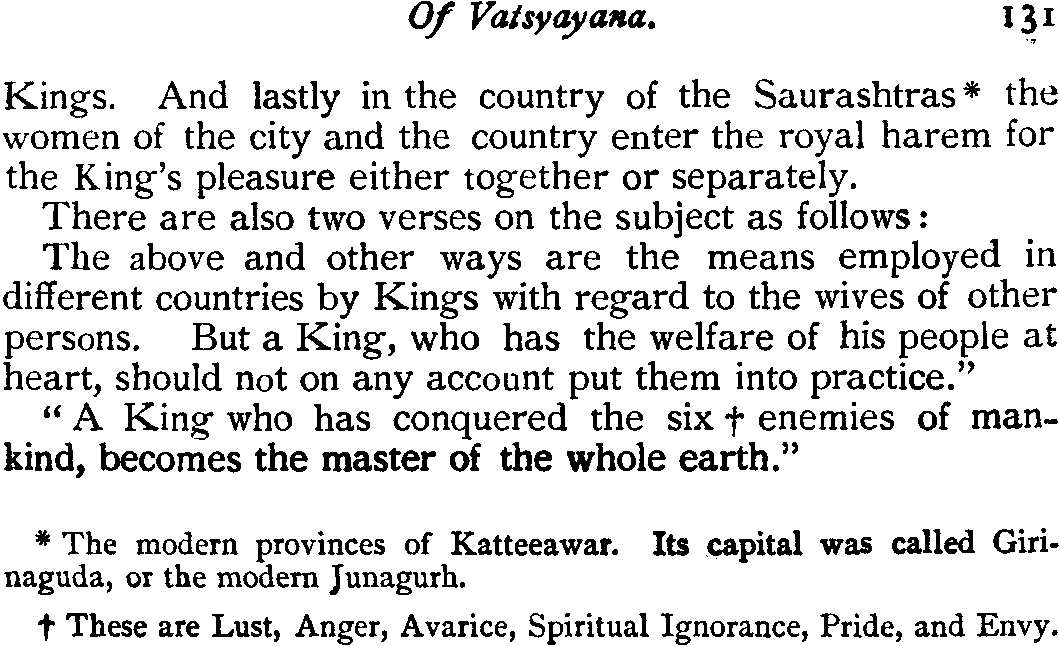 Of Vatsyayana. 131
Kings. And lastly in the country of the Saurashtras* the
women of the city and the country enter the royal harem for
the King's pleasure either together or separately.
There are also two verses on the subject as follows:
The above and other ways are the means employed in
different countries by Kings with regard to the wives of other
persons. But a King, who has the welfare of his people at
heart, should not on any account put them into practice."
"A King who has conquered the six † enemies of man-
kind, becomes the master of the whole earth."
* The modern provinces of Katteeawar. Its capital was called Giri-
naguda, or the modern Junagurh.
† These are Lust, Anger, Avarice, Spiritual Ignorance, Pride, and Envy.